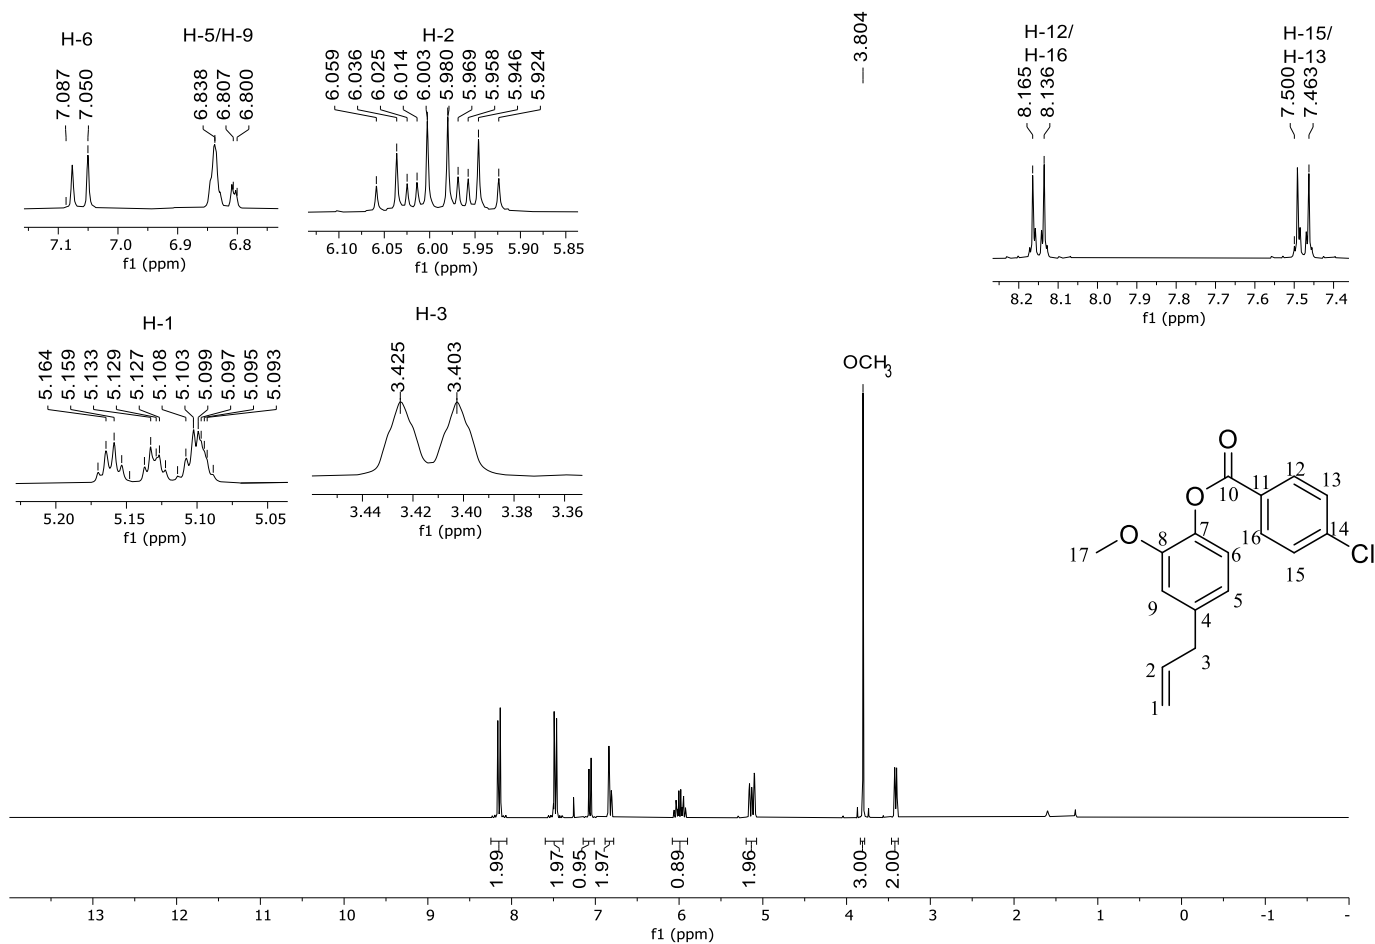 H-6
7.087
7.050
7.1 7.0 6.9 6.8
f1 (ppm)
H-5/H-9
6.838
6.807
6.800
H-2
6.059
6.036
6.025
6.014
6.003
5.980
5.969
5.958
5.946
5.924
6.10 6.05 6.00 5.95 5.90 5.85
f1 (ppm)
3.804
H-12/
H-16
8.165
8.136
H-15/
H-13
7.500
7.463
8.2 8.1 8.0 7.9 7.8 7.7 7.6 7.5 7.4
f1 (ppm)
H-1
5.164
5.159
5.133
5.129
5.127
5.108
5.103
5.099
5.097
5.095
5.093
5.20 5.15 5.10 5.05
f1 (ppm)
H-3
3.425
3.403
3.44 3.42 3.40 3.38 3.36
f1 (ppm)
OCH3
O
12
13
11
10
O
14
Cl
16
15
7
8
6
O
17
9
5
4
3
2
1
1.99
1.97
0.95
1.97
0.89
1.96
3.00
2.00
13 12 11 10 9 8 7 6 5 4 3 2 1 0 -1 -
f1 (ppm)